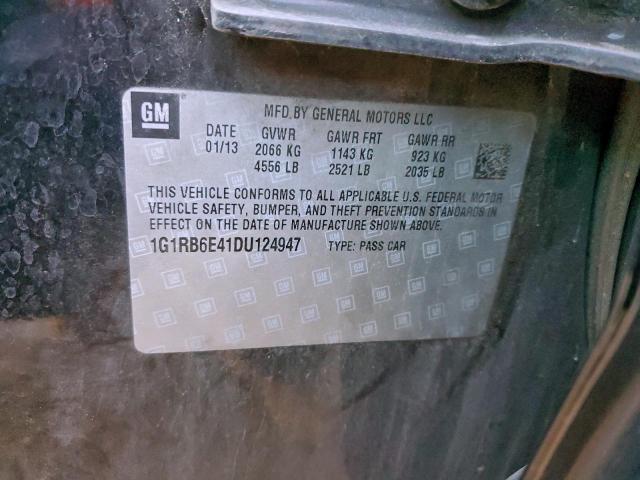 GM
MFD. BY GENERAL MOTORS LLC
DATE GVWR GAWR FRT GAWR RR
01/13 2066 KG 1143 KG 923 KG
4556 LB 2521 LB 2035 LB
THIS VEHICLE CONFORMS TO ALL APPLICABLE U.S. FEDERAL MOTOR
VEHICLE SAFETY, BUMPER, AND THEFT PREVENTION STANDARDS IN
EFFECT ON THE DATE OF MANUFACTURE SHOWN ABOVE.
1G1RB6E41DU124947 TYPE: PASS CAR